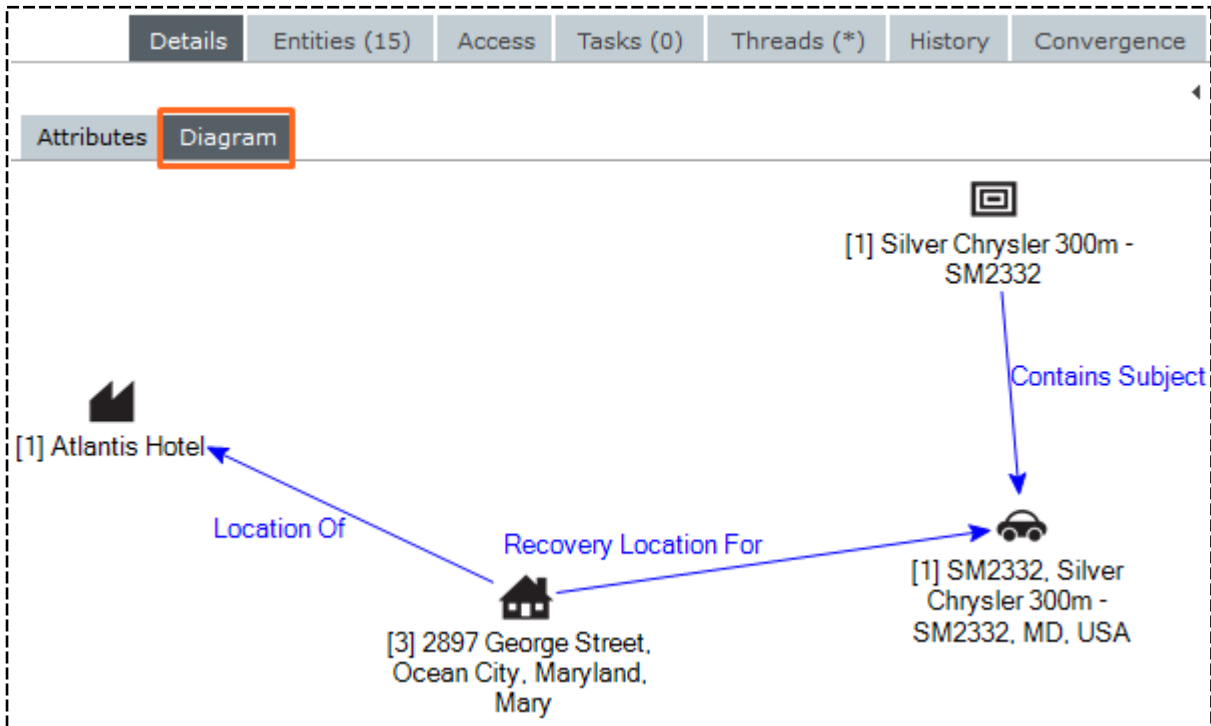 Details Entities (15) Access Tasks (0) Threads (*) History Convergence
Attributes Diagram
[1] Silver Chrysler 300m -
SM2332
Contains Subject
[1] Atlantis Hotel
Location Of
Recovery Location For
[1] SM2332, Silver
Chrysler 300m -
SM2332, MD, USA
[3] 2897 George Street,
Ocean City, Maryland,
Mary